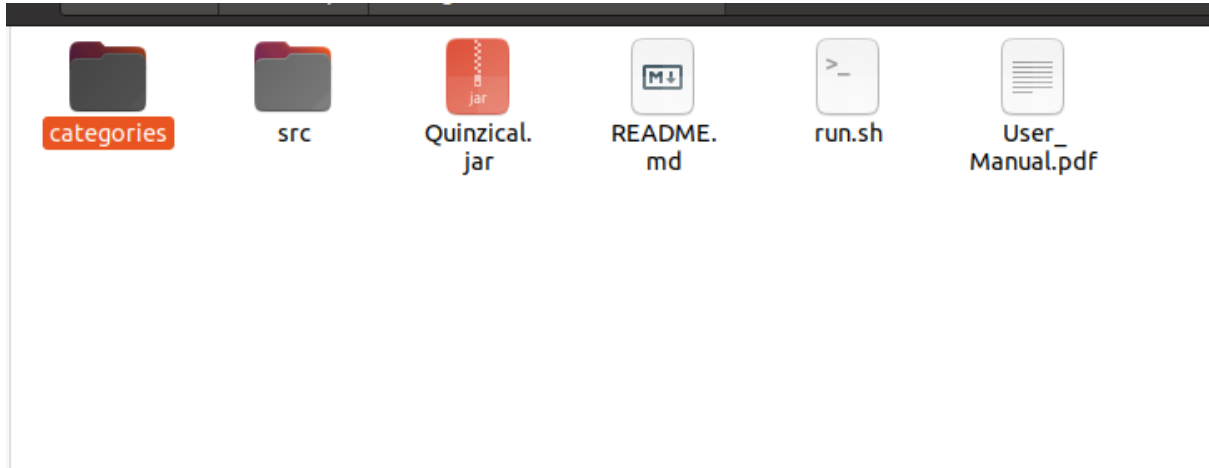 jar
M↓
>_
categories
src
Quinzical.
jar
README.
md
run.sh
User_
Manual.pdf